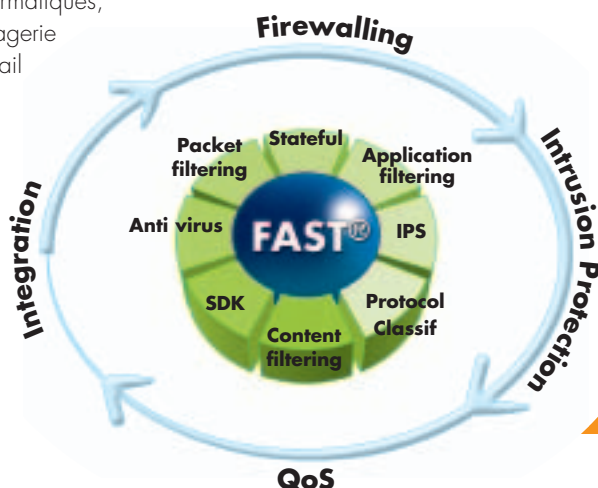 agerie
ail
Firewalling
Stateful
Packet
filtering
Application
filtering
Anti virus
FAST®
IPS
SDK
Protocol
Classif
Content
filtering
Integration
Intrusion Protection
QoS